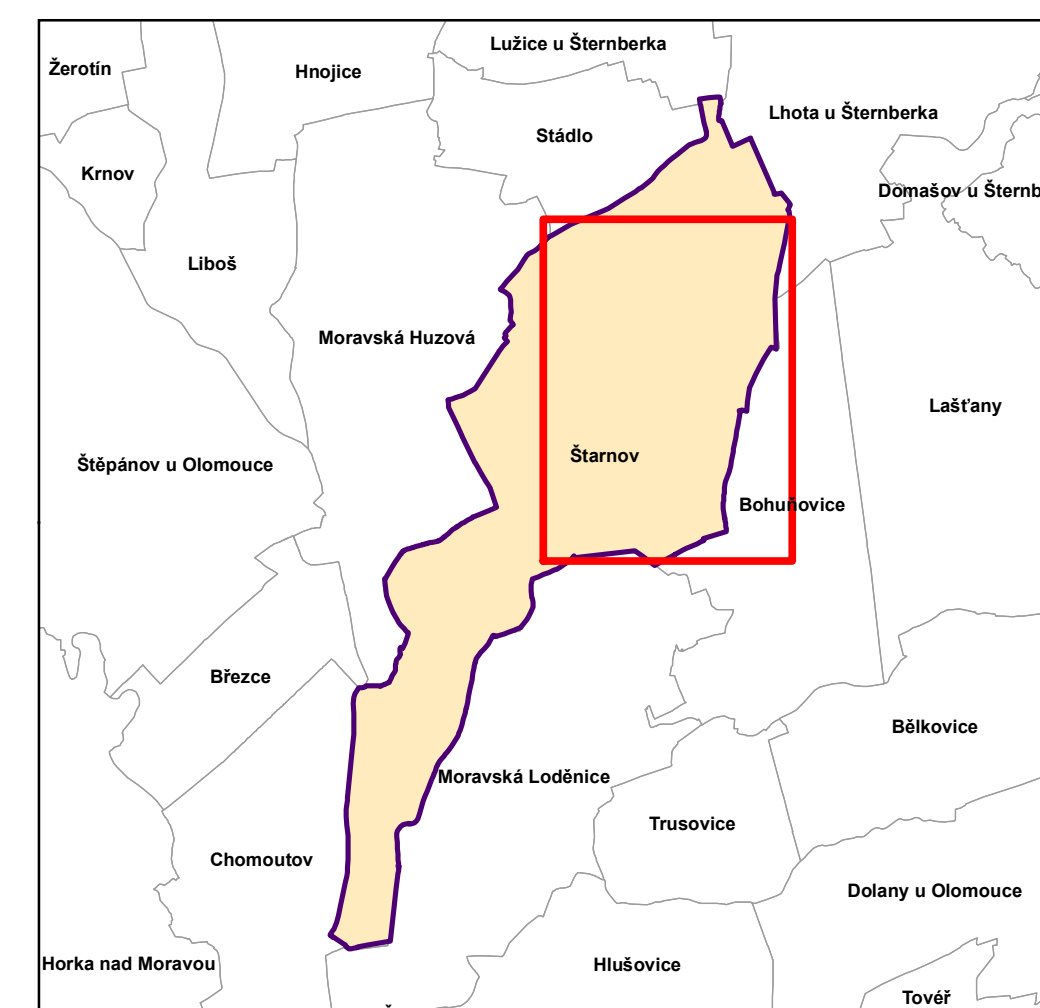 Lužice u Šternberka
Žerotín
Hnojice
Lhota u Šternberka
Stádlo
Krnov
Domašov u Šternb
Liboš
Moravská Huzová
Lašťany
Štarnov
Štěpánov u Olomouce
Bohuňovice
Březce
Bělkovice
Moravská Loděnice
Trusovice
Chomoutov
Dolany u Olomouce
Horka nad Moravou
Hlušovice
Tovéř